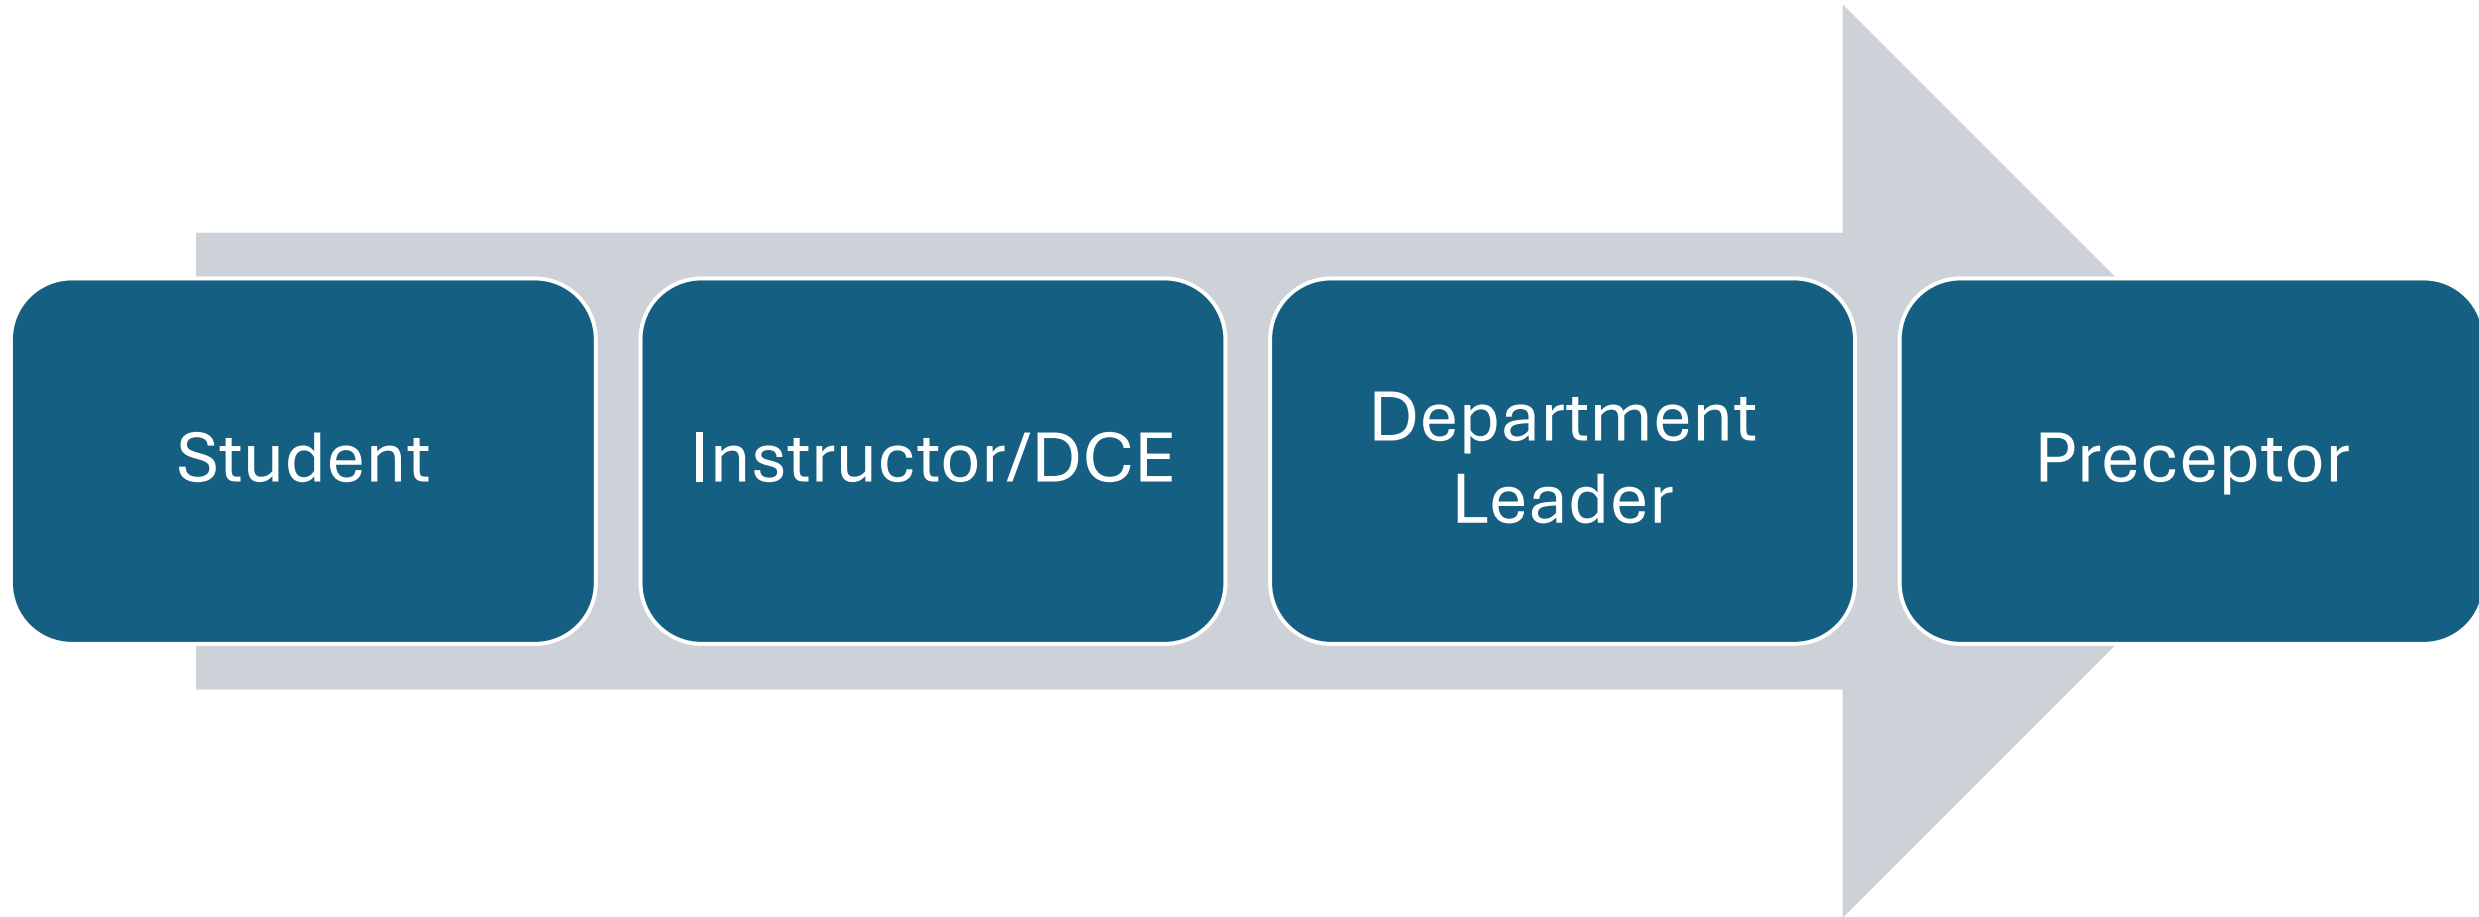 Student
Instructor/DCE
Department
Leader
Preceptor